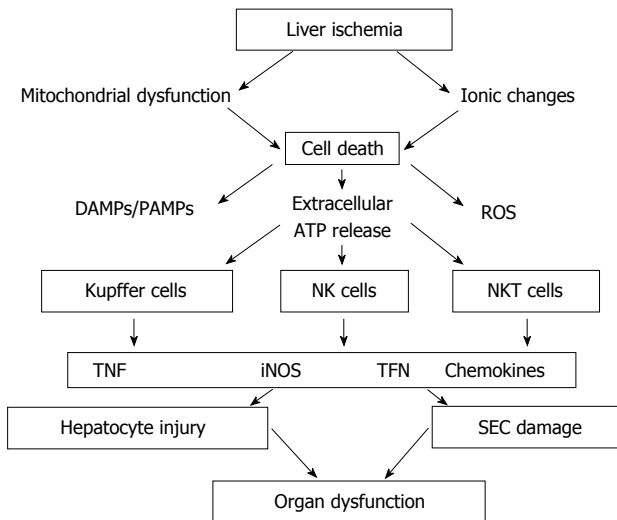 Liver ischemia
Mitochondrial dysfunction
Ionic changes
Cell death
DAMPs/PAMPs
Extracellular
ATP release
ROS
Kupffer cells
NK cells
NKT cells
TNF iNOS TFN Chemokines
Hepatocyte injury
SEC damage
Organ dysfunction